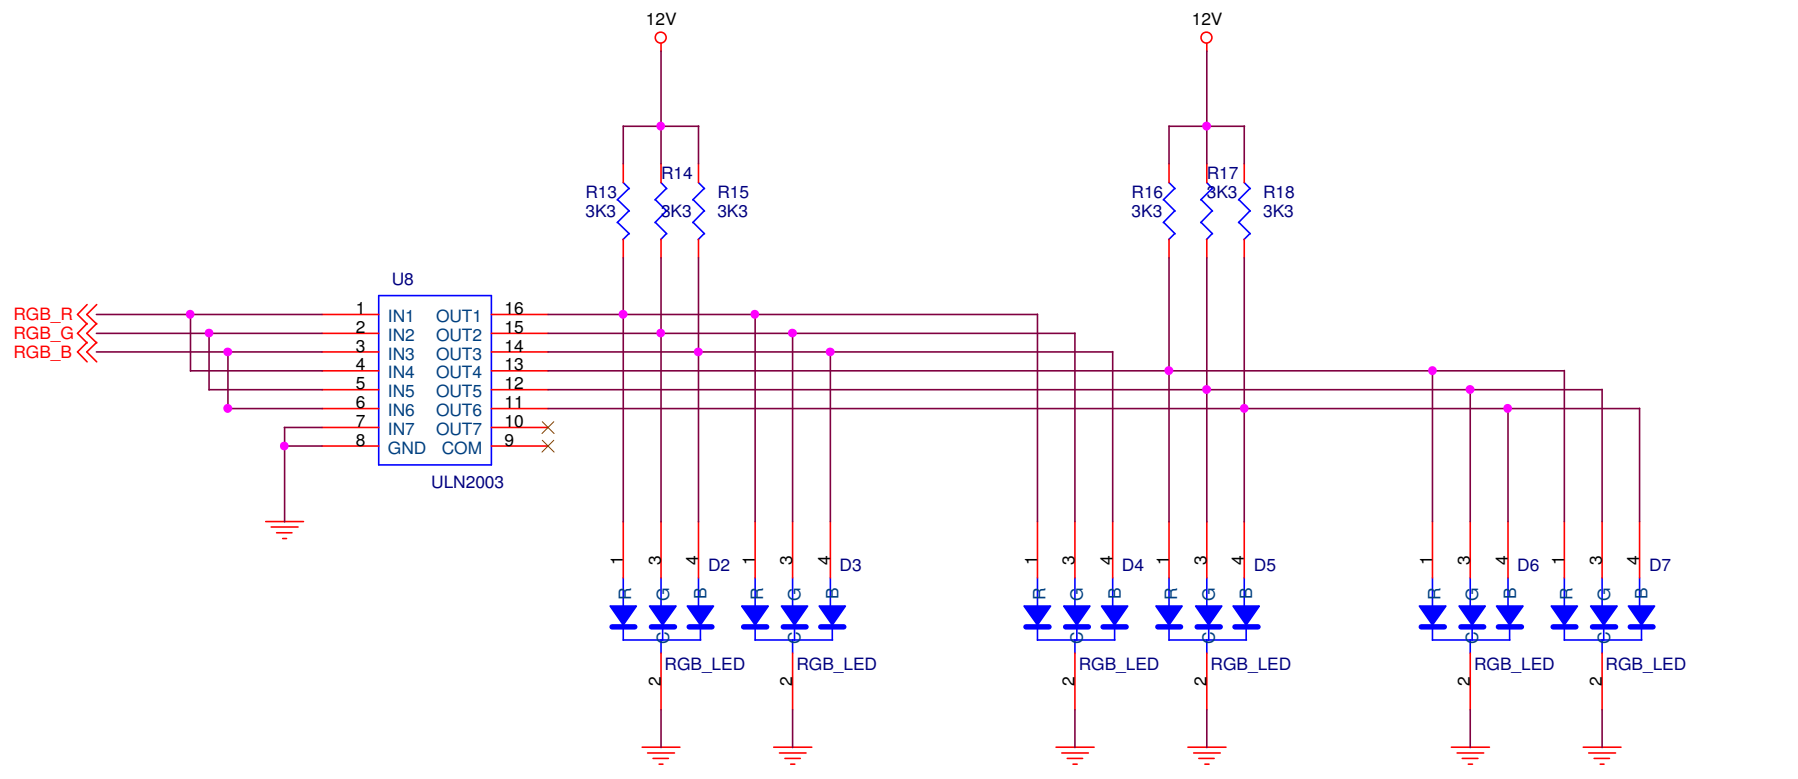 12V 12V
R14 R17
R13 R15 R16 3K3 R18
3K3 3K3 3K3 3K3 3K3
U8
RGB_R 1 IN1 OUT1 16
RGB_G 2 IN2 OUT2 15
RGB_B 3 IN3 OUT3 14
4 IN4 OUT4 13
5 IN5 OUT5 12
6 IN6 OUT6 11
7 IN7 OUT7 10
8 GND COM 9
ULN2003
1 3 4 D2 1 3 4 D3 1 3 4 D4 1 3 4 D5 1 3 4 D6 1 3 4 D7
R G B R G B R G B R G B R G B R G B
C C C C C C
RGB_LED RGB_LED RGB_LED RGB_LED RGB_LED RGB_LED
2 2 2 2 2 2